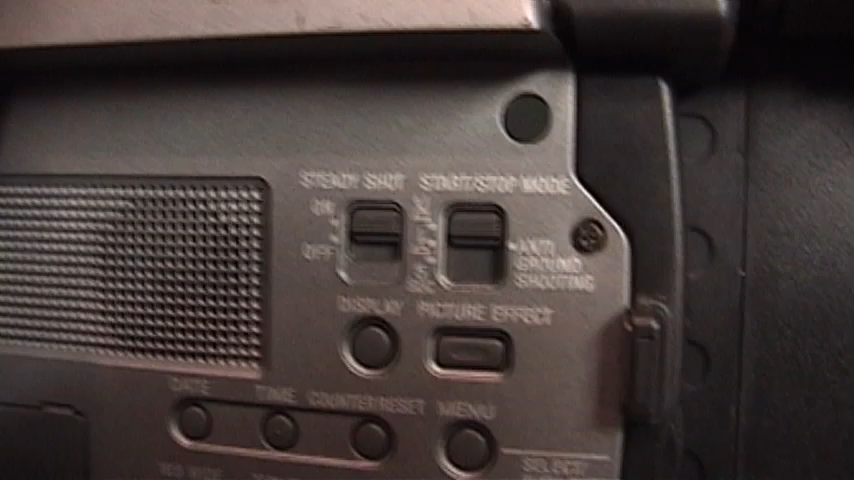 STEADY SHOT
START/STOP MODE
ON
OFF
ANTI
GROUND
SHOOTING
DISPLAY
PICTURE EFFECT
DATE
TIME
COUNTER RESET
MENU
SELECT/